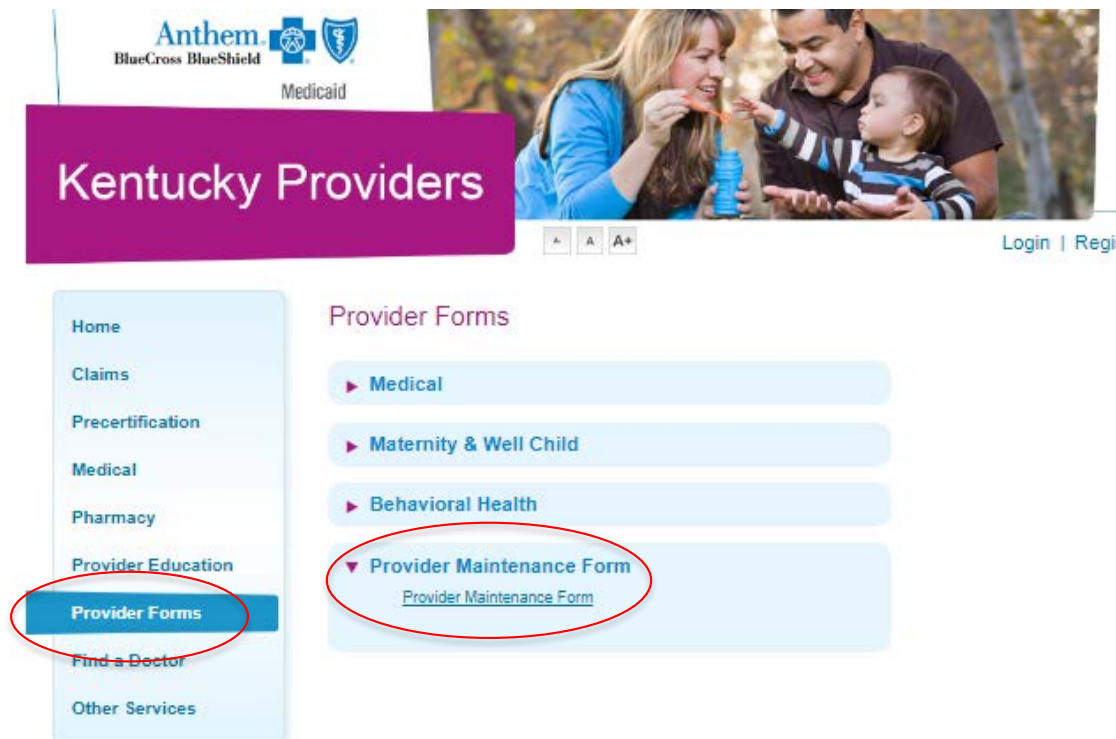 Anthem.
BlueCross BlueShield
Medicaid
Kentucky Providers
A- A A+
Login | Regi
Home
Claims
Precertification
Medical
Pharmacy
Provider Education
Provider Forms
Find a Doctor
Other Services
Provider Forms
Medical
Maternity & Well Child
Behavioral Health
Provider Maintenance Form
Provider Maintenance Form